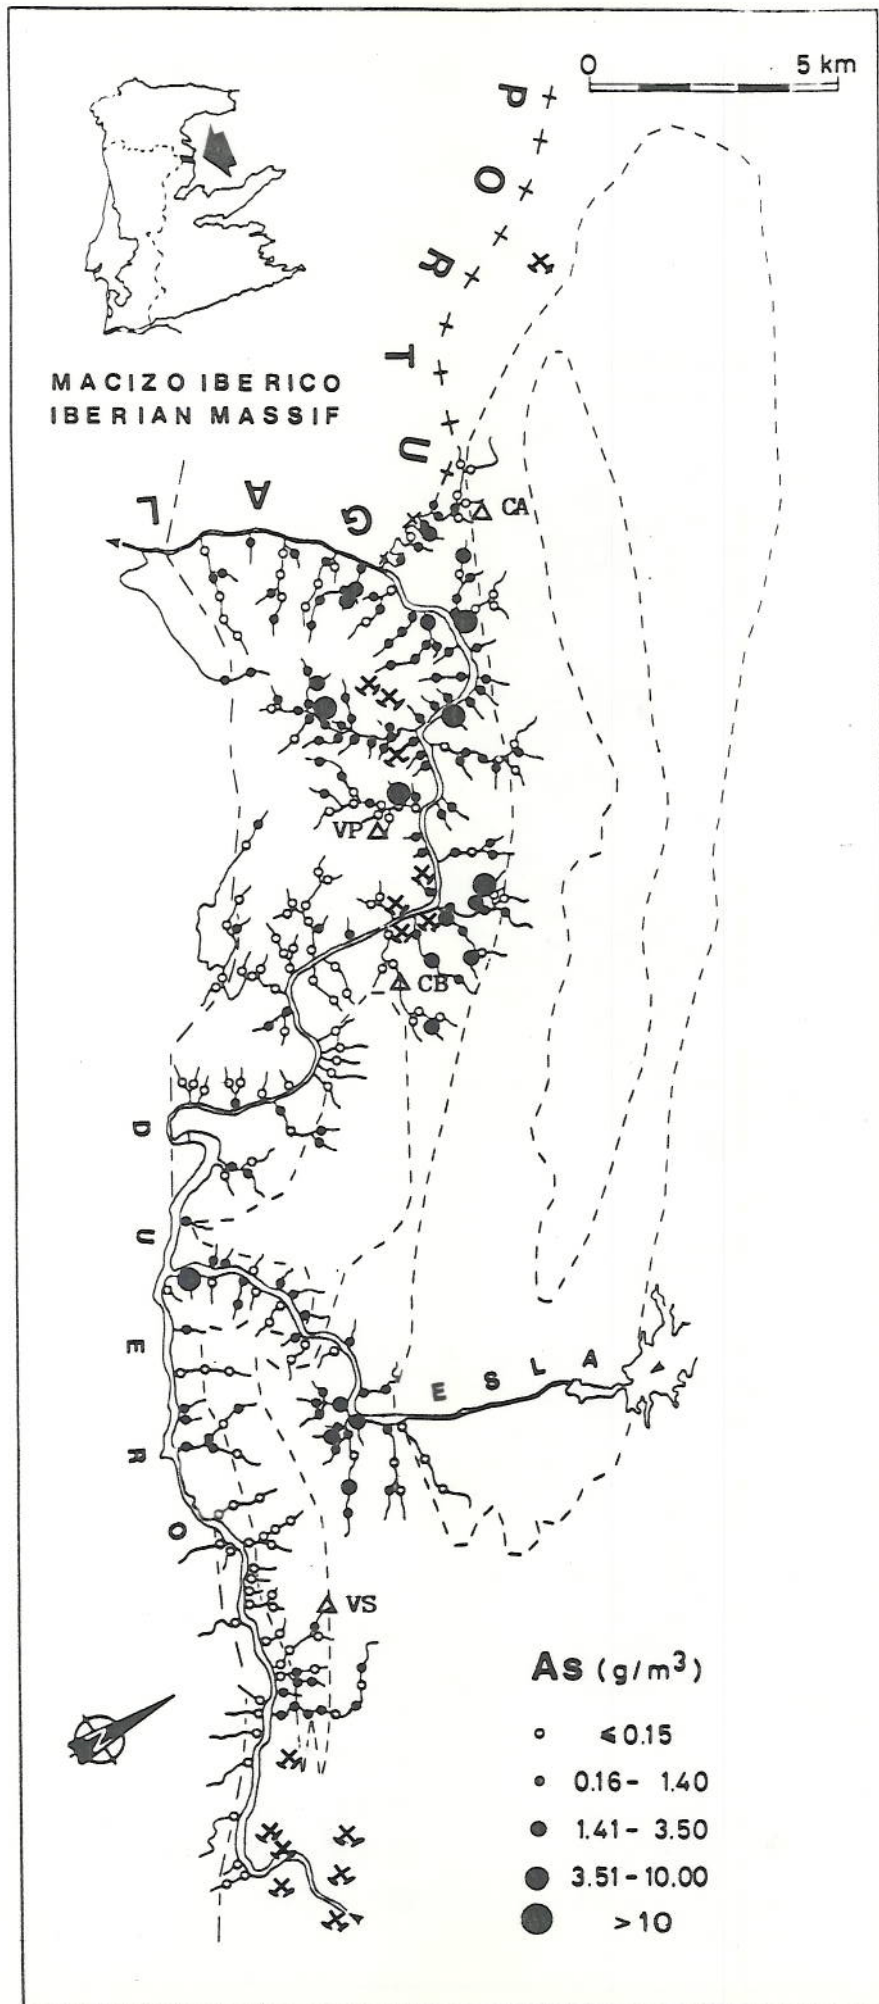 0 5 km
PORTUGAL
MACIZO IBERICO
IBERIAN MASSIF
CA
VP
CB
DUERO
ESLA
VS
N
As (g/m³)
≤ 0.15
0.16 - 1.40
1.41 - 3.50
3.51 - 10.00
> 10